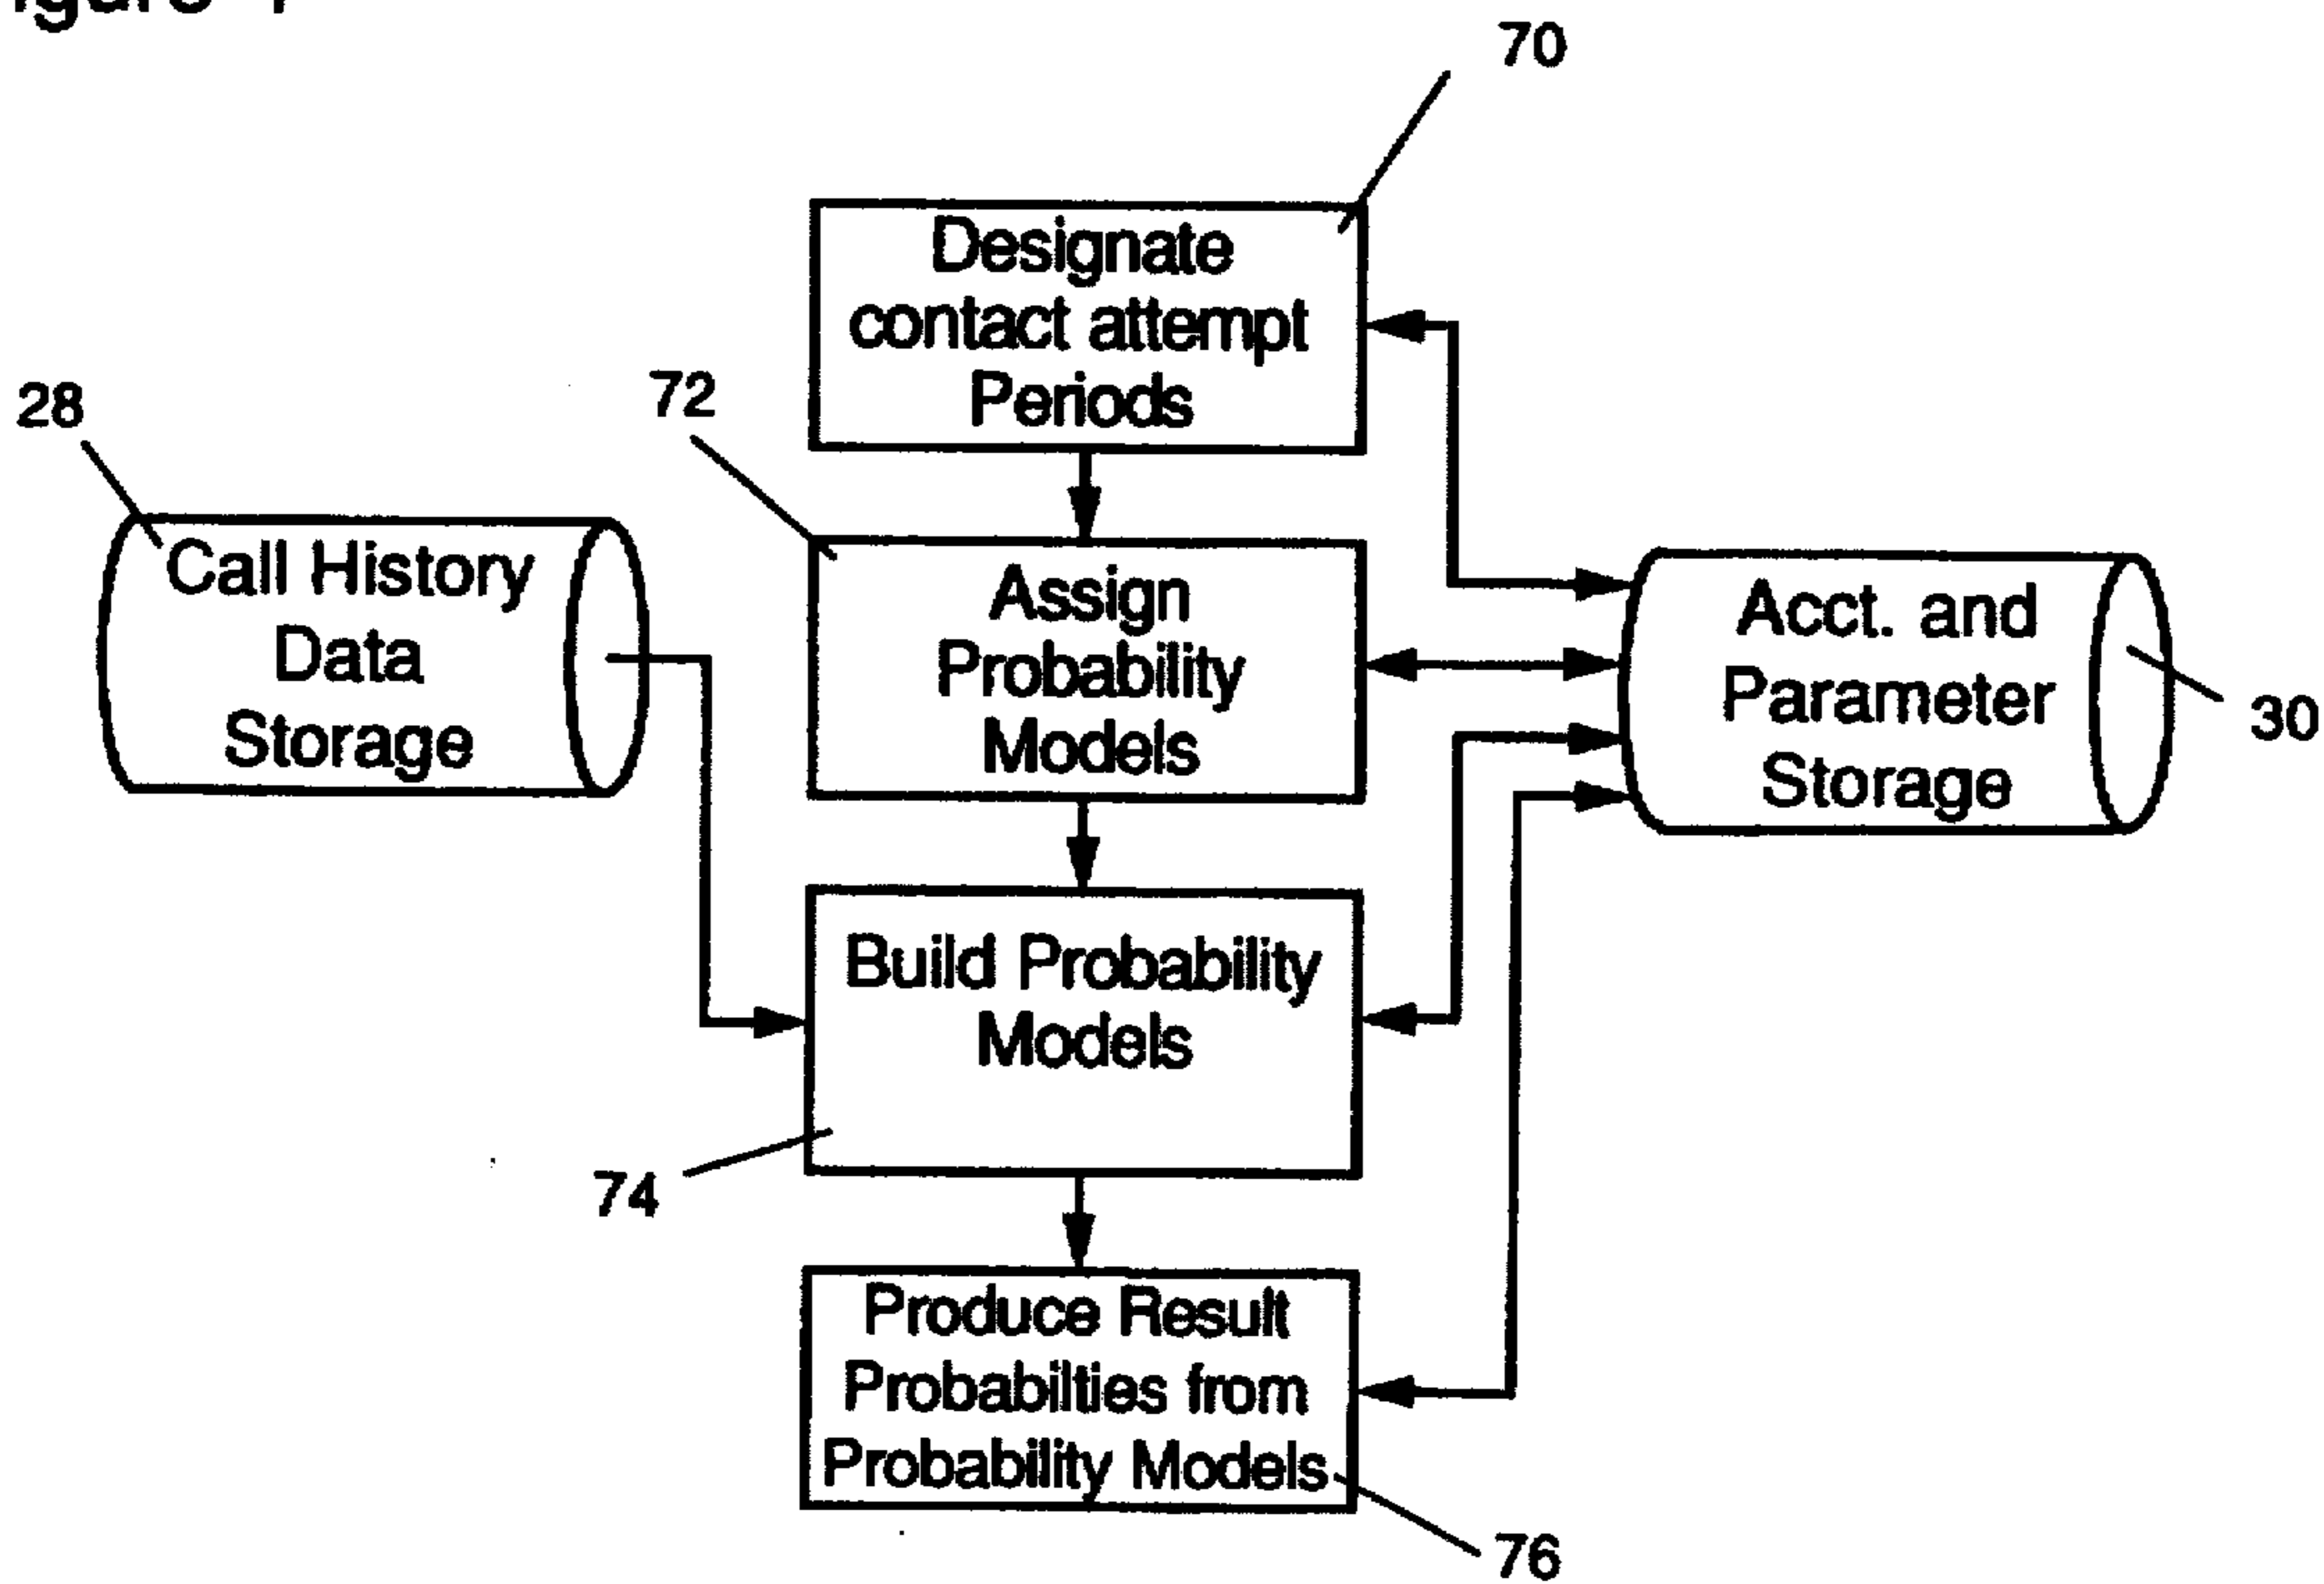 70
Designate
contact attempt
Periods
72
28
Call History
Data
Storage
Assign
Probability
Models
Acct. and
Parameter
Storage
30
Build Probability
Models
74
Produce Result
Probabilties from
Probability Models
76